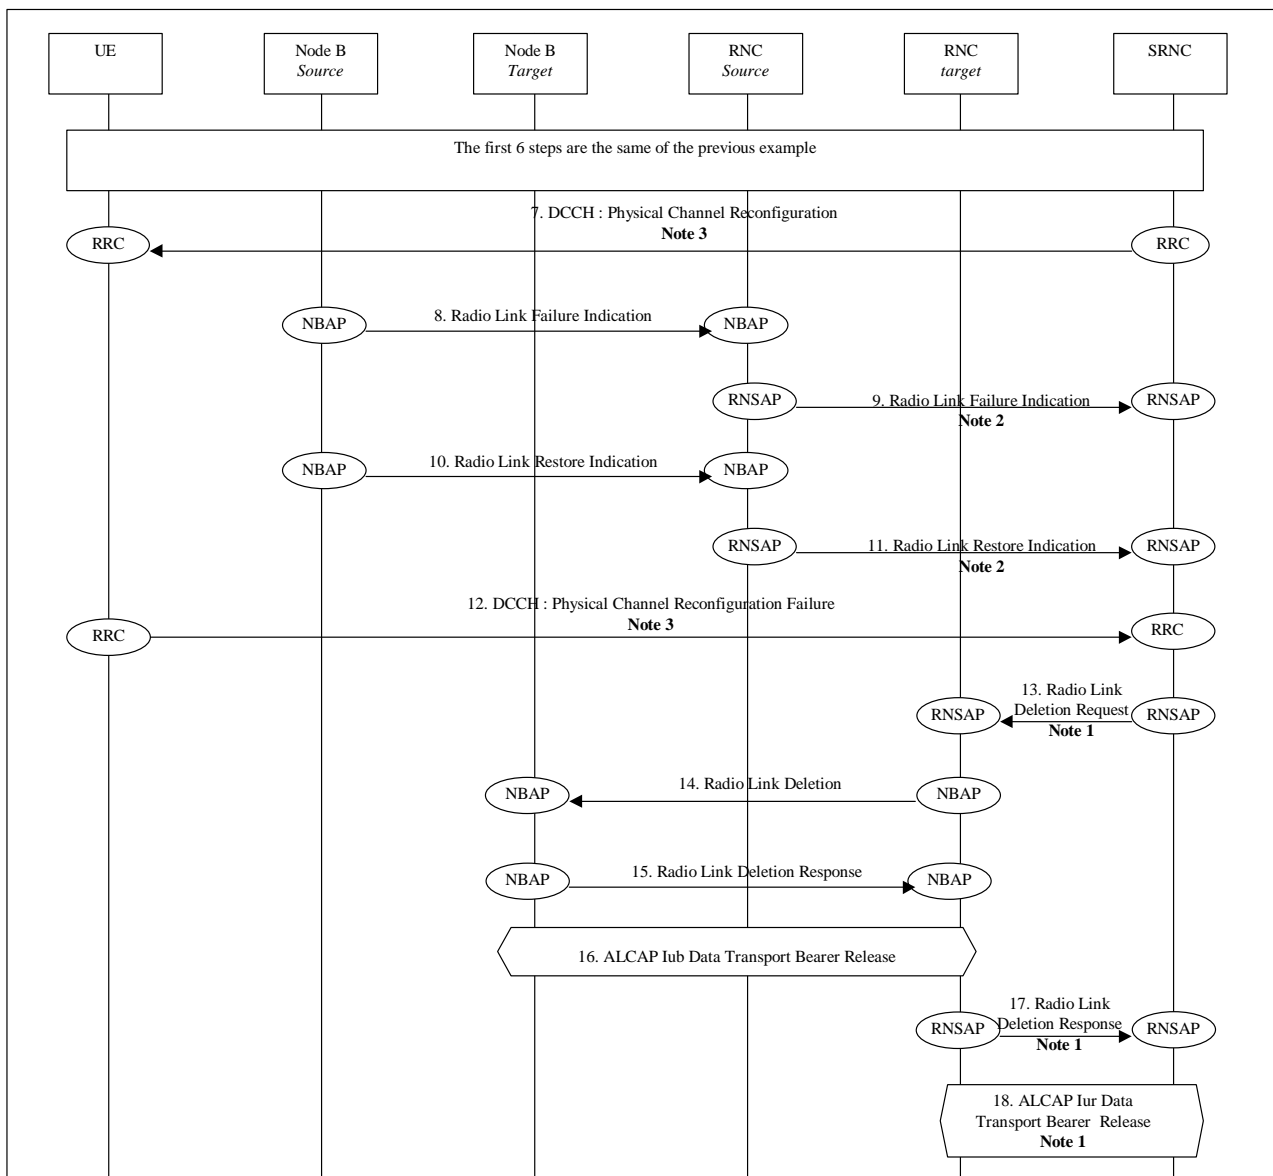 UE
Node B
Source
Node B
Target
RNC
Source
RNC
target
SRNC
The first 6 steps are the same of the previous example
7. DCCH : Physical Channel Reconfiguration
Note 3
RRC
RRC
8. Radio Link Failure Indication
NBAP
NBAP
9. Radio Link Failure Indication
Note 2
RNSAP
RNSAP
10. Radio Link Restore Indication
NBAP
NBAP
11. Radio Link Restore Indication
Note 2
RNSAP
RNSAP
12. DCCH : Physical Channel Reconfiguration Failure
Note 3
RRC
RRC
13. Radio Link
Deletion Request
Note 1
RNSAP
RNSAP
14. Radio Link Deletion
NBAP
NBAP
15. Radio Link Deletion Response
NBAP
NBAP
16. ALCAP Iub Data Transport Bearer Release
17. Radio Link
Deletion Response
Note 1
RNSAP
RNSAP
18. ALCAP Iur Data
Transport Bearer Release
Note 1